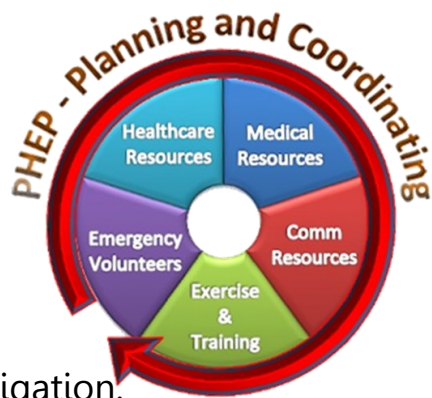 PHEP - Planning and Coordinating
Healthcare
Resources
Medical
Resources
Emergency
Volunteers
Comm
Resources
Exercise
&
Training